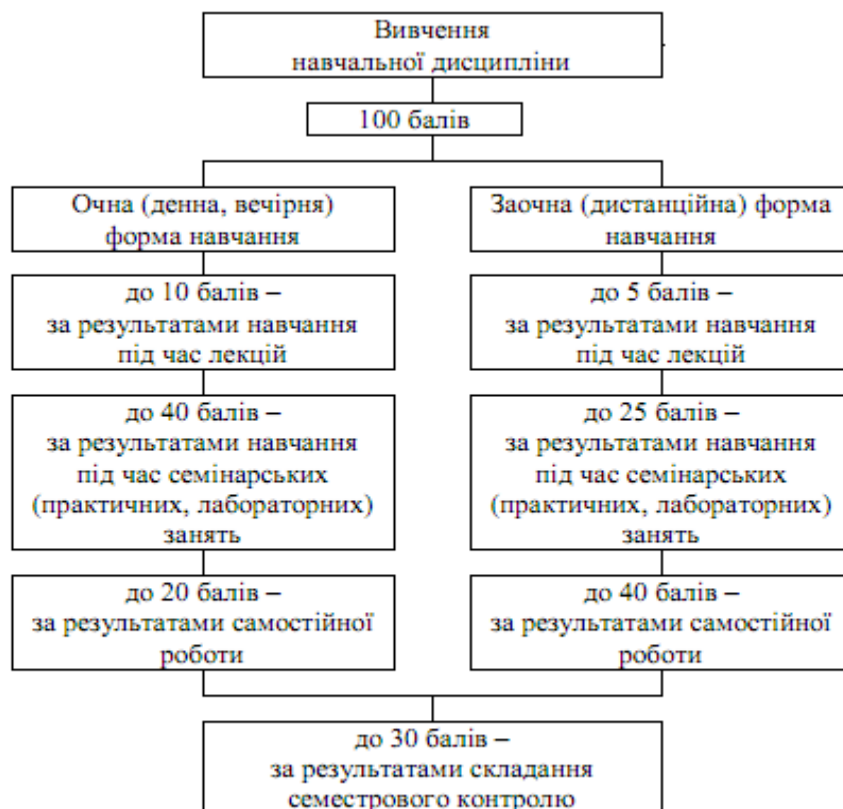 Вивчення
навчальної дисципліни
100 балів
Очна (денна, вечірня)
форма навчання
Заочна (дистанційна) форма
навчання
до 10 балів –
за результатами навчання
під час лекцій
до 5 балів –
за результатами навчання
під час лекцій
до 40 балів –
за результатами навчання
під час семінарських
(практичних, лабораторних)
занять
до 25 балів –
за результатами навчання
під час семінарських
(практичних, лабораторних)
занять
до 20 балів –
за результатами самостійної
роботи
до 40 балів –
за результатами самостійної
роботи
до 30 балів –
за результатами складання
семестрового контролю